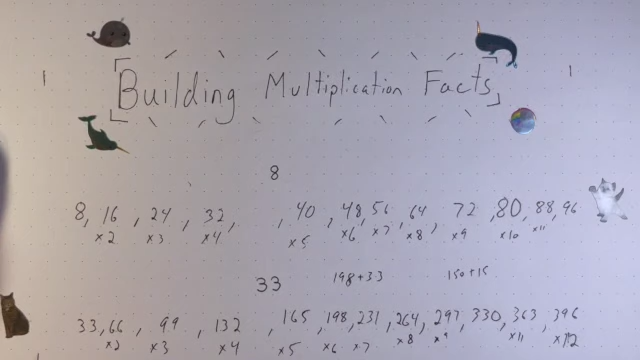 Building Multiplication Facts
8
8, 16, 24, 32, , 40, 48, 56, 64, 72, 80, 88, 96
x2 x3 x4 x5 x6 x7 x8 x9 x10 x11
33 198+33 150+15
33, 66, 99, 132, , 165, 198, 231, 264, 297, 330, 363, 396
x2 x3 x4 x5 x6 x7 x8 x9 x11 x12